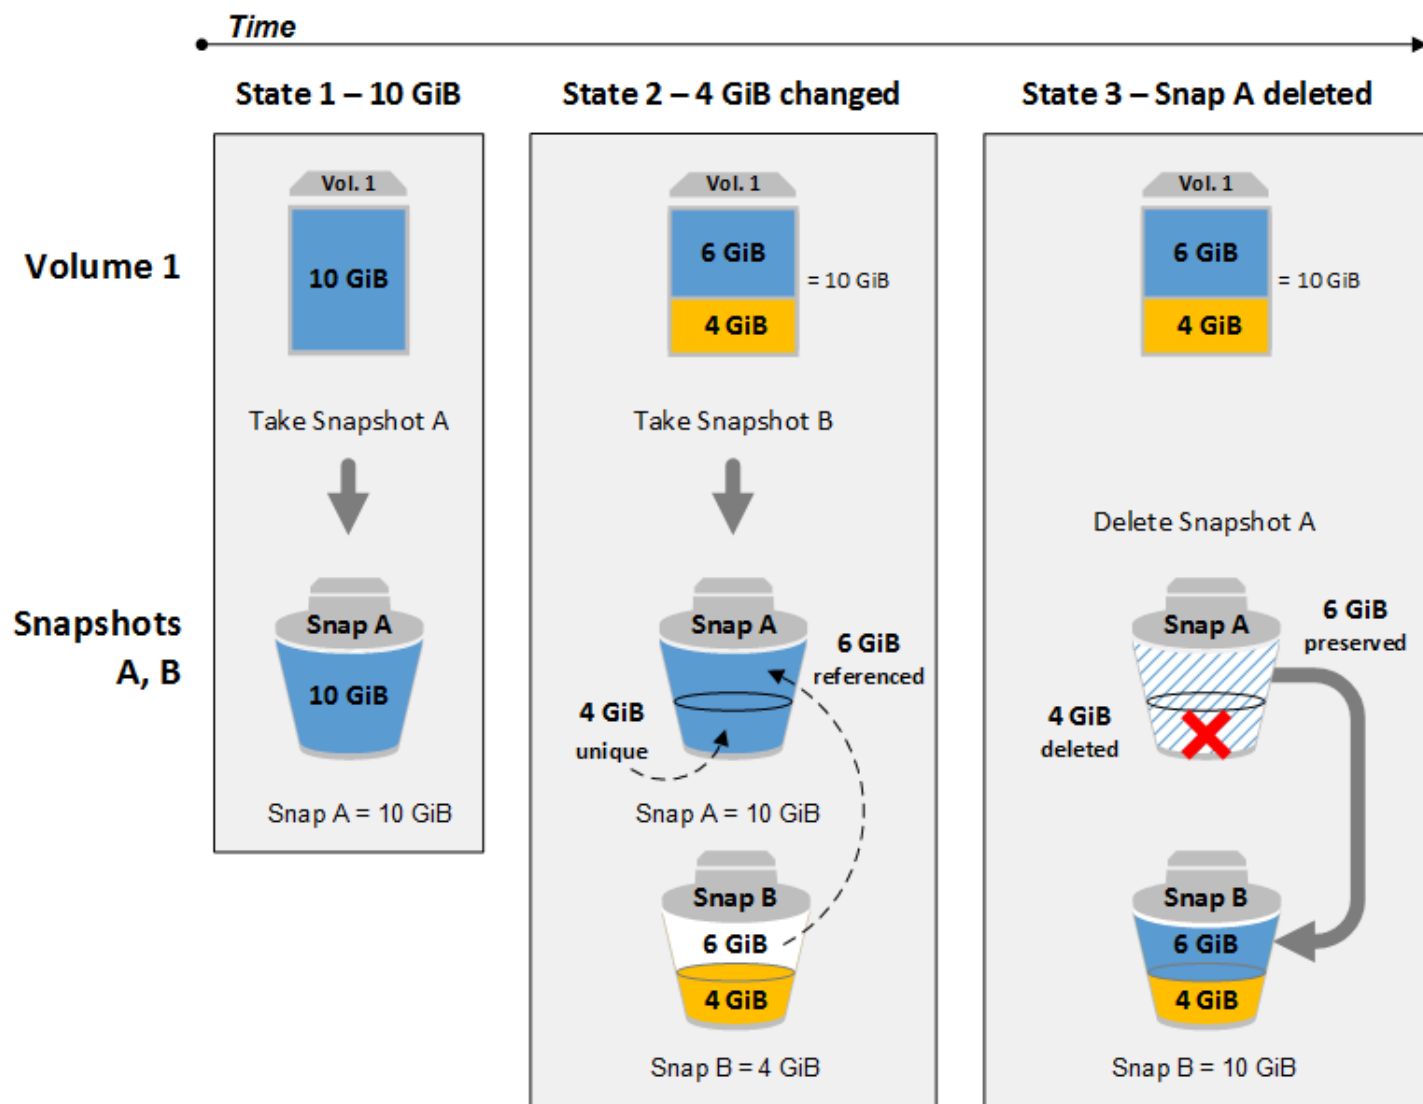 Time
State 1 – 10 GiB
State 2 – 4 GiB changed
State 3 – Snap A deleted
Volume 1
Vol. 1
10 GiB
Vol. 1
6 GiB
4 GiB
= 10 GiB
Vol. 1
6 GiB
4 GiB
= 10 GiB
Take Snapshot A
Take Snapshot B
Delete Snapshot A
Snapshots
A, B
Snap A
10 GiB
Snap A = 10 GiB
Snap A
6 GiB
referenced
4 GiB
unique
Snap A = 10 GiB
Snap B
6 GiB
4 GiB
Snap B = 4 GiB
Snap A
6 GiB
preserved
4 GiB
deleted
Snap B
6 GiB
4 GiB
Snap B = 10 GiB